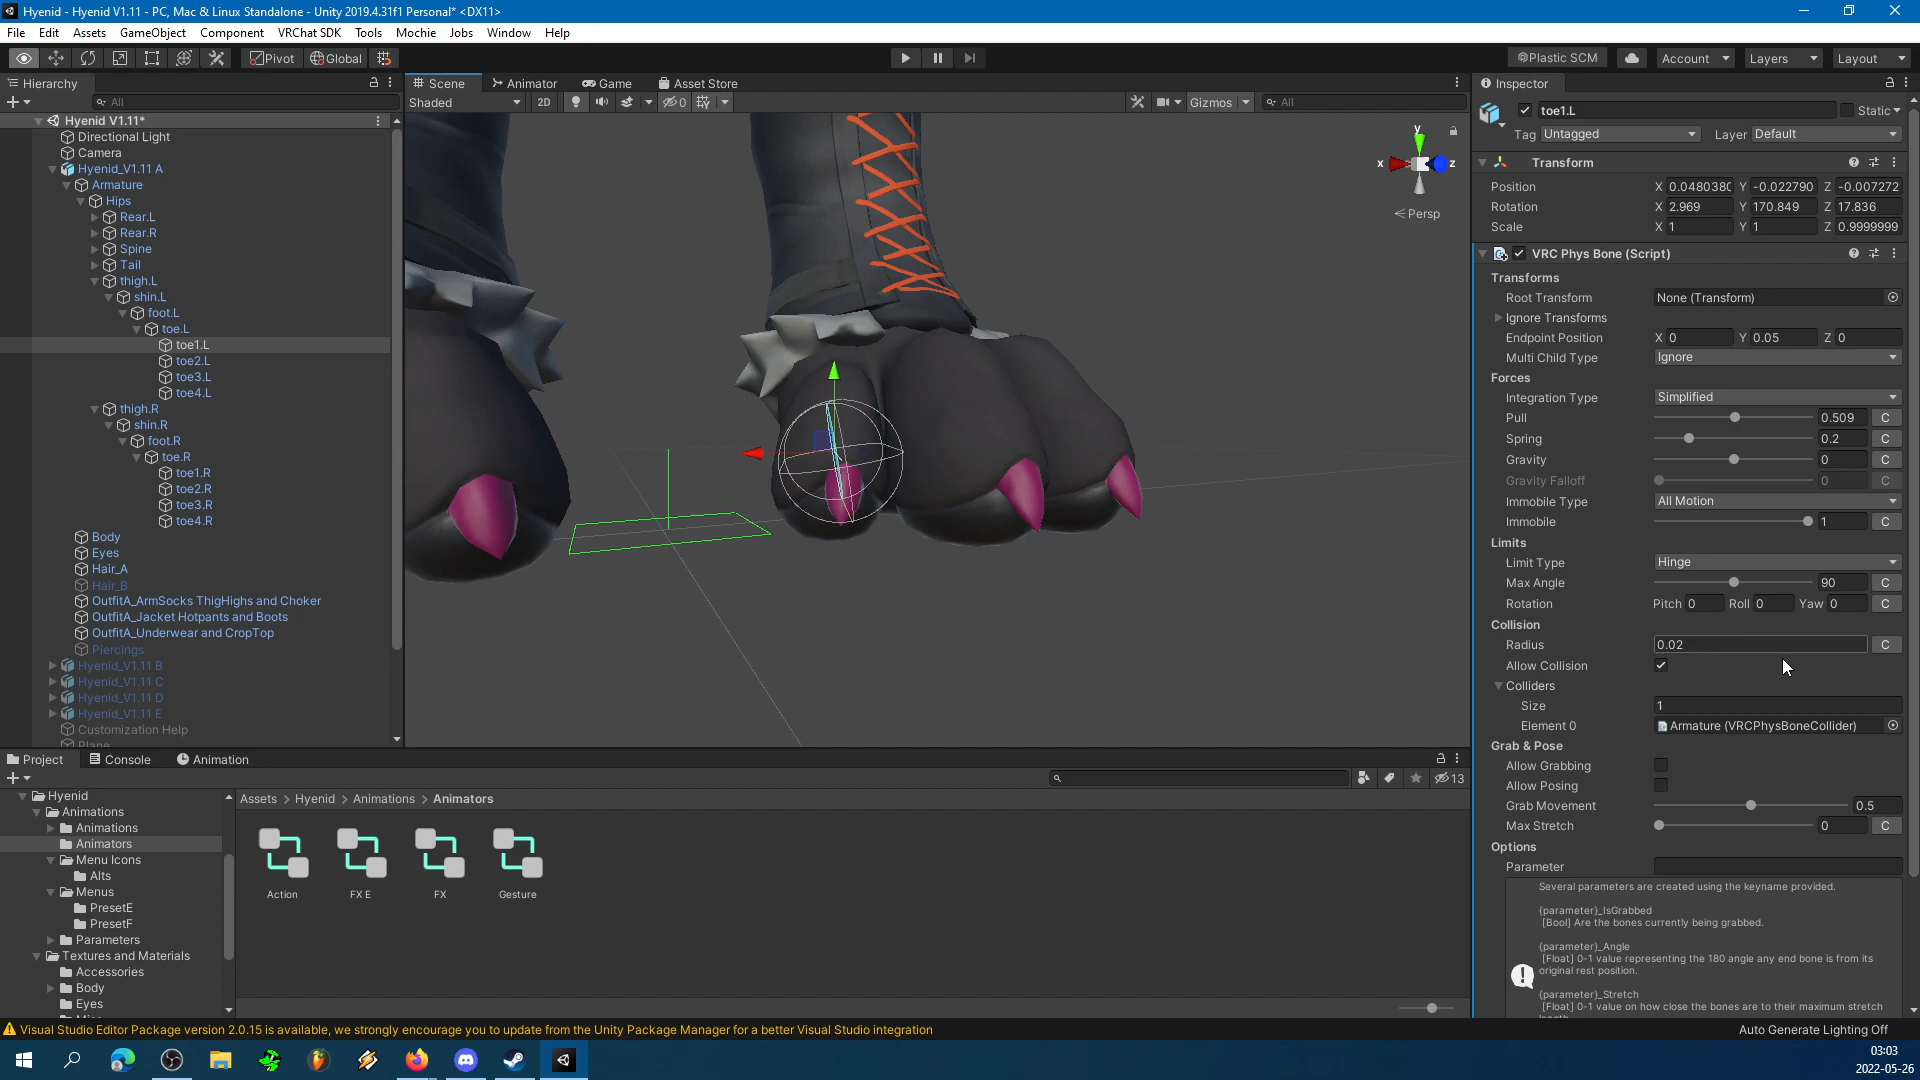 Hyenid - Hyenid V1.11 - PC, Mac & Linux Standalone - Unity 2019.4.31f1 Personal* <DX11>
File Edit Assets GameObject Component VRChat SDK Tools Mochie Jobs Window Help
Pivot Global Plastic SCM Account Layers Layout
Hierarchy
All
Hyenid V1.11*
Directional Light
Camera
Hyenid_V1.11 A
Armature
Hips
Rear.L
Rear.R
Spine
Tail
thigh.L
shin.L
foot.L
toe.L
toe1.L
toe2.L
toe3.L
toe4.L
thigh.R
shin.R
foot.R
toe.R
toe1.R
toe2.R
toe3.R
toe4.R
Body
Eyes
Hair_A
Hair_B
OutfitA_ArmSocks ThigHighs and Choker
OutfitA_Jacket Hotpants and Boots
OutfitA_Underwear and CropTop
Piercings
Hyenid_V1.11 B
Hyenid_V1.11 C
Hyenid_V1.11 D
Hyenid_V1.11 E
Customization Help
Plane
Scene Animator Game Asset Store
Shaded 2D 0 Gizmos All
y
x z
Persp
Inspector
toe1.L Static
Tag Untagged Layer Default
Transform
Position X 0.048038( Y -0.022790 Z -0.007272
Rotation X 2.969 Y 170.849 Z 17.836
Scale X 1 Y 1 Z 0.9999999
VRC Phys Bone (Script)
Transforms
Root Transform None (Transform)
Ignore Transforms
Endpoint Position X 0 Y 0.05 Z 0
Multi Child Type Ignore
Forces
Integration Type Simplified
Pull 0.509 C
Spring 0.2 C
Gravity 0 C
Gravity Falloff 0 C
Immobile Type All Motion
Immobile 1 C
Limits
Limit Type Hinge
Max Angle 90 C
Rotation Pitch 0 Roll 0 Yaw 0 C
Collision
Radius 0.02 C
Allow Collision
Colliders
Size 1
Element 0 Armature (VRCPhysBoneCollider)
Grab & Pose
Allow Grabbing
Allow Posing
Grab Movement 0.5
Max Stretch 0 C
Options
Parameter
Several parameters are created using the keyname provided.
{parameter}_IsGrabbed
[Bool] Are the bones currently being grabbed.
{parameter}_Angle
[Float] 0-1 value representing the 180 angle any end bone is from its
original rest position.
{parameter}_Stretch
[Float] 0-1 value on how close the bones are to their maximum stretch
length
Project Console Animation
13
Hyenid
Animations
Animations
Animators
Menu Icons
Alts
Menus
PresetE
PresetF
Parameters
Textures and Materials
Accessories
Body
Eyes
Assets > Hyenid > Animations > Animators
Action FX E FX Gesture
Visual Studio Editor Package version 2.0.15 is available, we strongly encourage you to update from the Unity Package Manager for a better Visual Studio integration
Auto Generate Lighting Off
03:03
2022-05-26